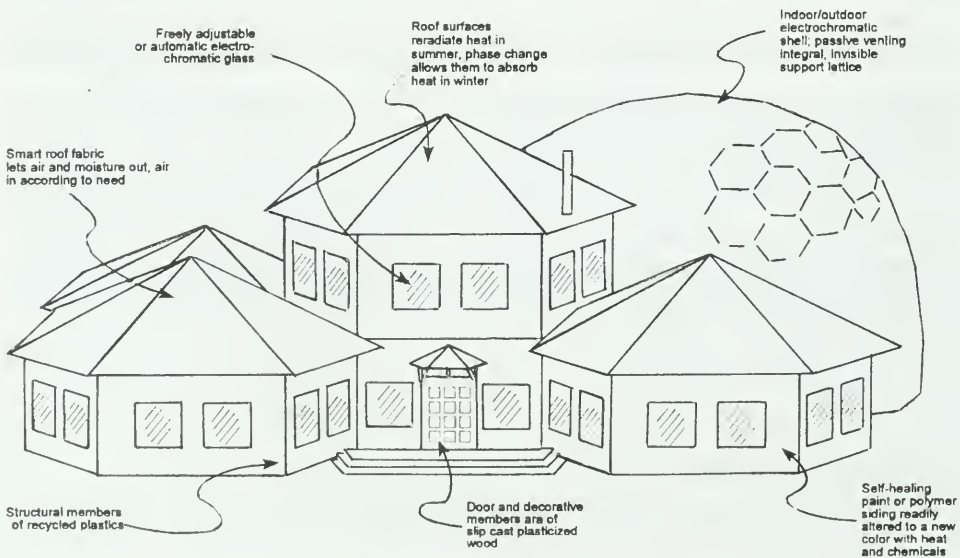 Freely adjustable
or automatic electro-
chromatic glass
Roof surfaces
reradiate heat in
summer, phase change
allows them to absorb
heat in winter
Indoor/outdoor
electrochromatic
shell; passive venting
integral, invisible
support lattice
Smart roof fabric
lets air and moisture out, air
in according to need
Structural members
of recycled plastics
Door and decorative
members are of
slip cast plasticized
wood
Self-healing
paint or polymer
siding readily
altered to a new
color with heat
and chemicals